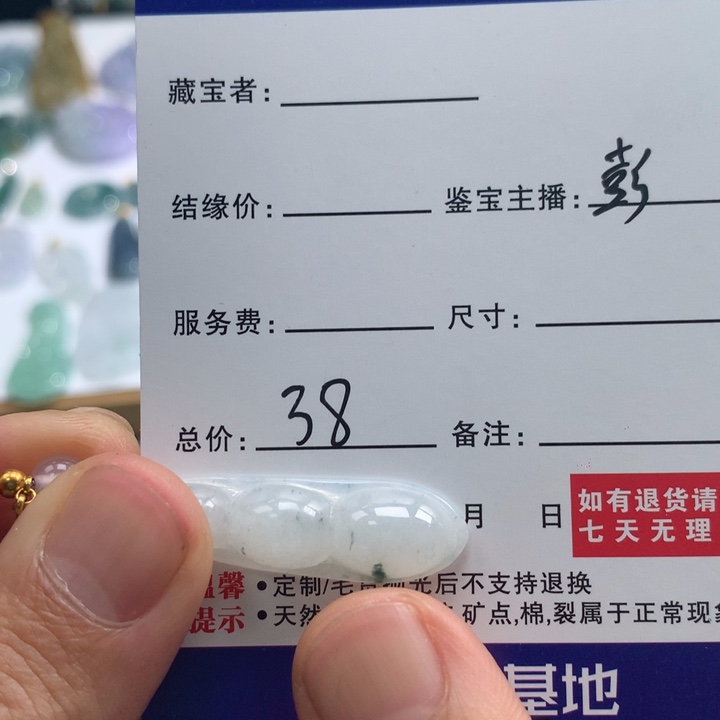 藏宝者:
结缘价: 鉴宝主播: 彭
服务费: 尺寸:
总价: 38 备注:
月 日 如有退货请
七天无理
馨 • 定制/毛 光后不支持退换
提示 • 天然 矿点,棉,裂属于正常现象
基地